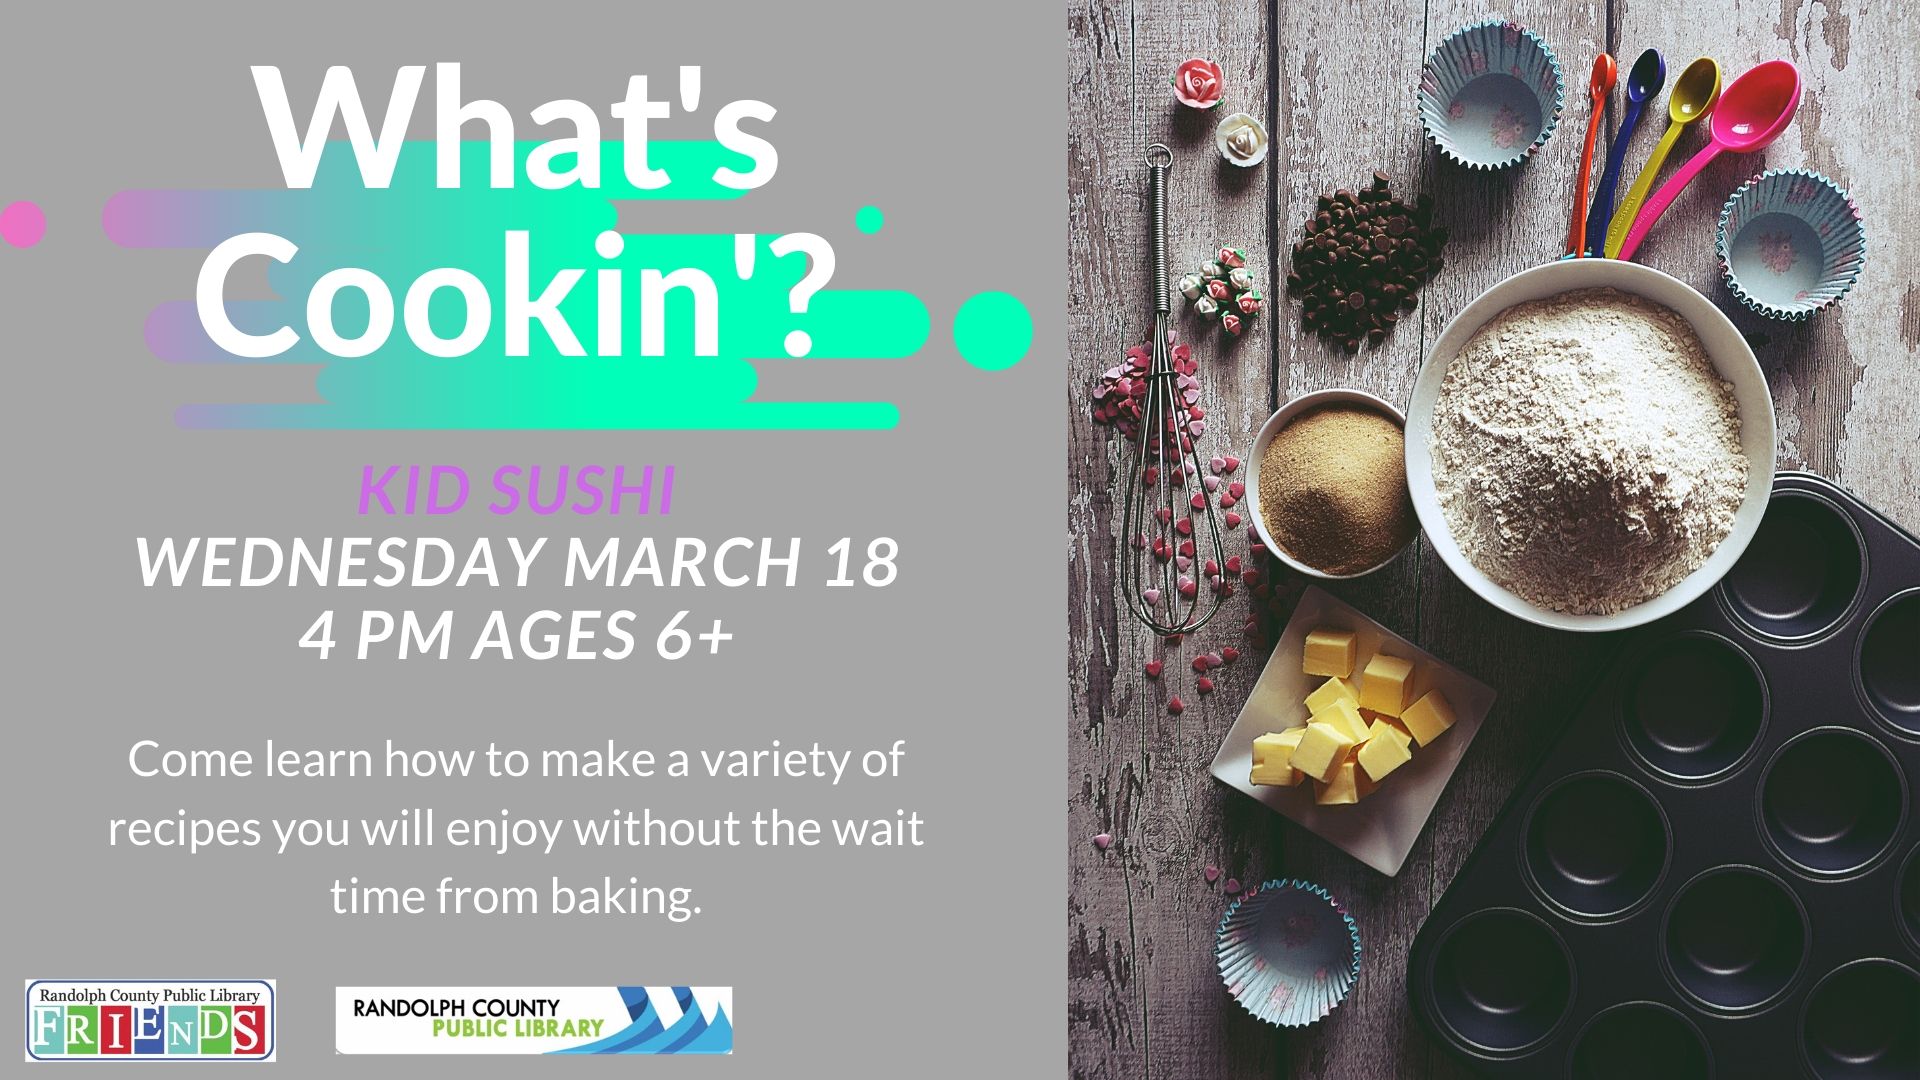 What's
Cookin'?
KID SUSHI
WEDNESDAY MARCH 18
4 PM AGES 6+
Come learn how to make a variety of
recipes you will enjoy without the wait
time from baking.
Randolph County Public Library
FRIENDS
RANDOLPH COUNTY
PUBLIC LIBRARY